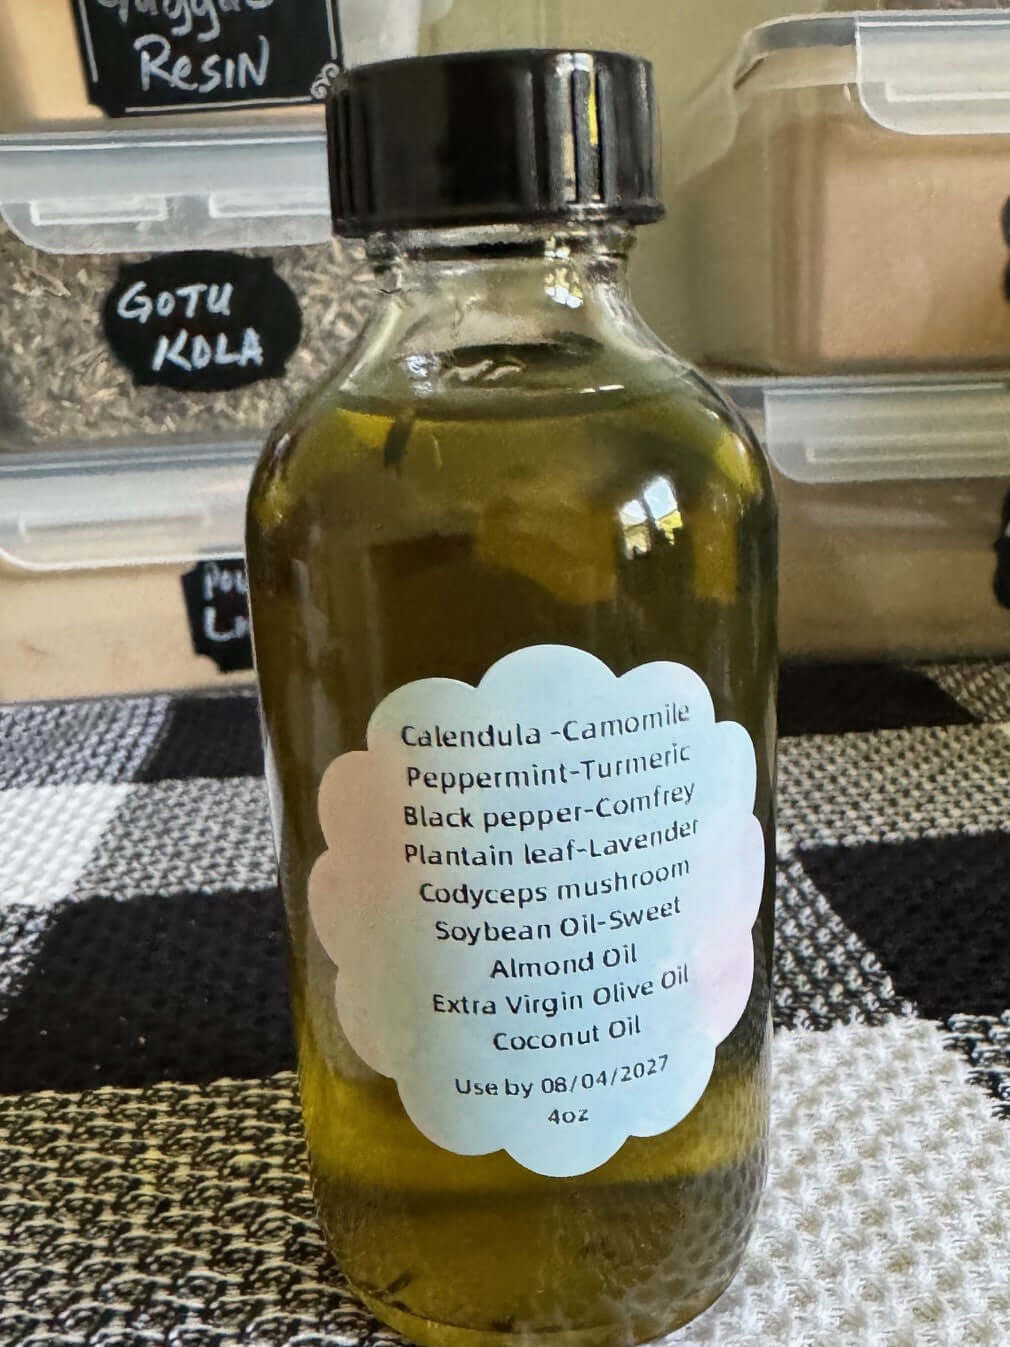 RESIN
GOTU
KOLA
Calendula -Camomile
Peppermint-Turmeric
Black pepper-Comfrey
Plantain leaf-Lavender
Codyceps mushroom
Soybean Oil-Sweet
Almond Oil
Extra Virgin Olive Oil
Coconut Oil
Use by 08/04/2027
4oz